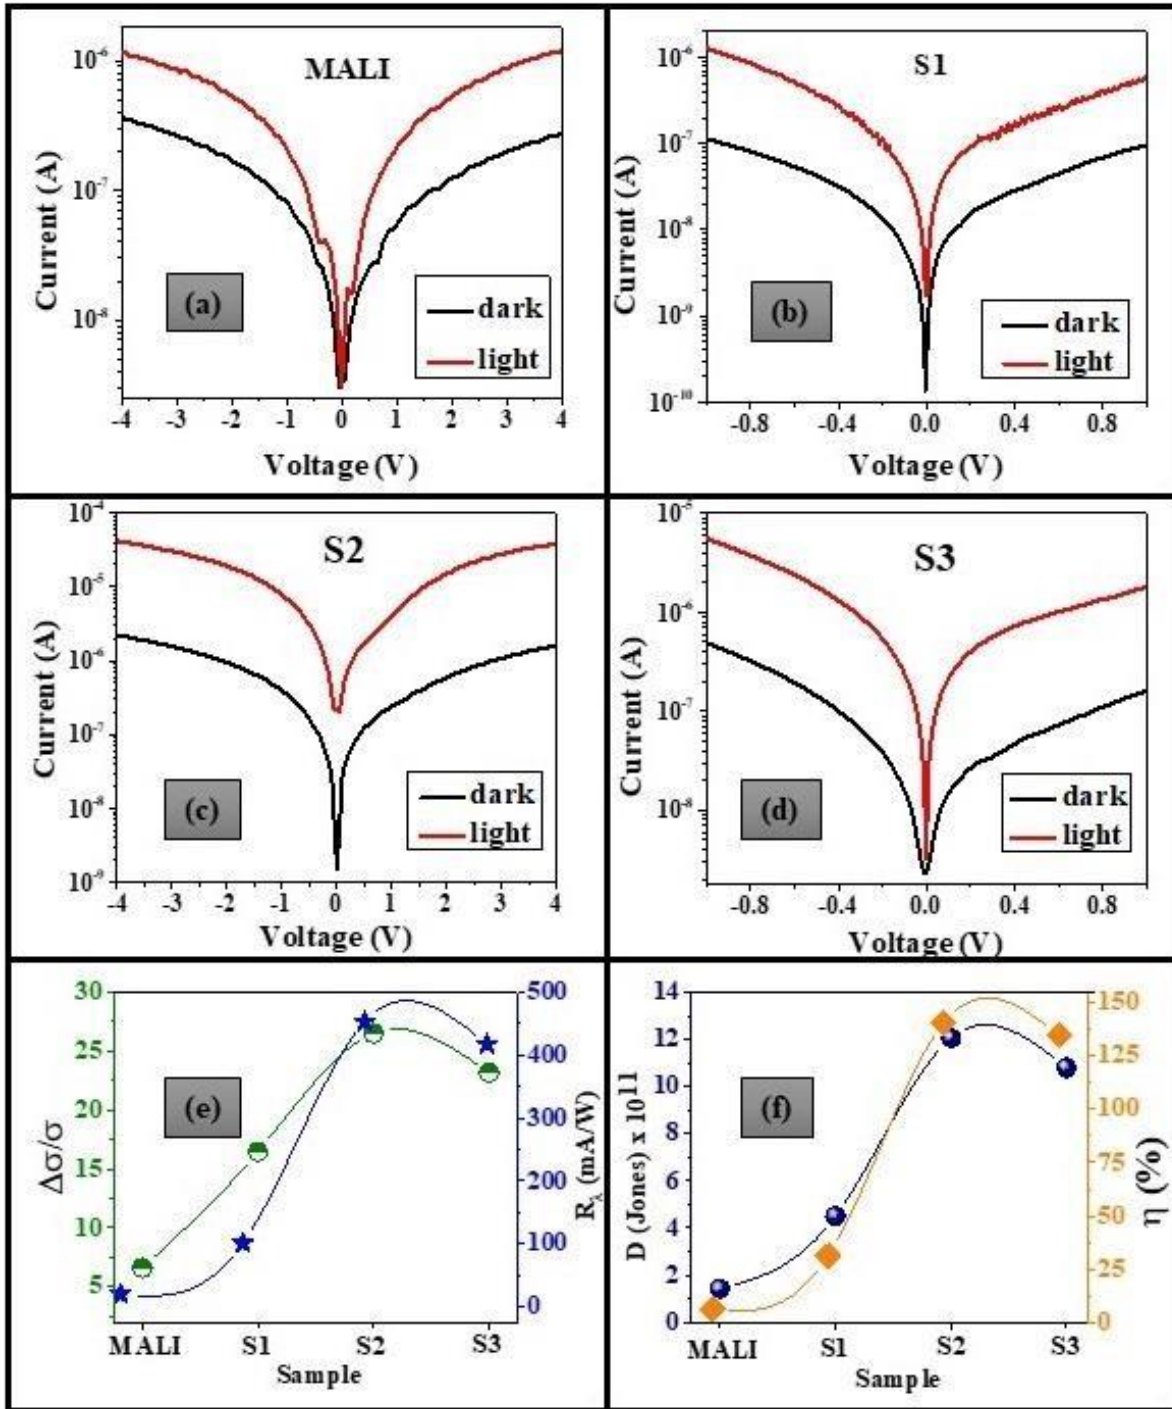 MALI
Current (A)
10⁻⁶
10⁻⁷
10⁻⁸
(a)
dark
light
-4 -3 -2 -1 0 1 2 3 4
Voltage (V)
S1
Current (A)
10⁻⁶
10⁻⁷
10⁻⁸
10⁻⁹
10⁻¹⁰
(b)
dark
light
-0.8 -0.4 0.0 0.4 0.8
Voltage (V)
S2
Current (A)
10⁻⁴
10⁻⁵
10⁻⁶
10⁻⁷
10⁻⁸
10⁻⁹
(c)
dark
light
-4 -3 -2 -1 0 1 2 3 4
Voltage (V)
S3
Current (A)
10⁻⁵
10⁻⁶
10⁻⁷
10⁻⁸
(d)
dark
light
-0.8 -0.4 0.0 0.4 0.8
Voltage (V)
Δσ/σ
30
25
20
15
10
5
(e)
500
400
300
200
100
0
R_λ (mA/W)
MALI S1 S2 S3
Sample
D (Jones) x 10¹¹
14
12
10
8
6
4
2
0
(f)
150
125
100
75
50
25
0
η (%)
MALI S1 S2 S3
Sample